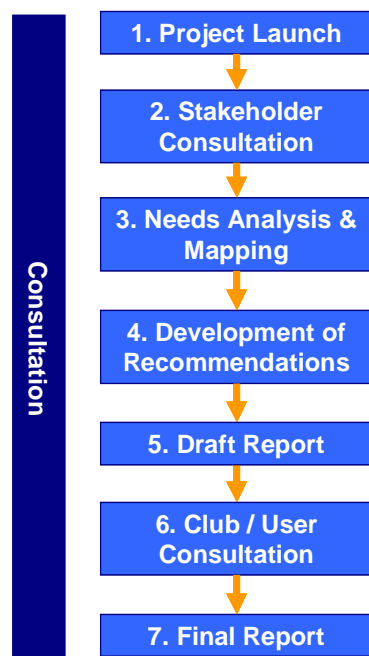 Consultation
1. Project Launch
2. Stakeholder
Consultation
3. Needs Analysis &
Mapping
4. Development of
Recommendations
5. Draft Report
6. Club / User
Consultation
7. Final Report